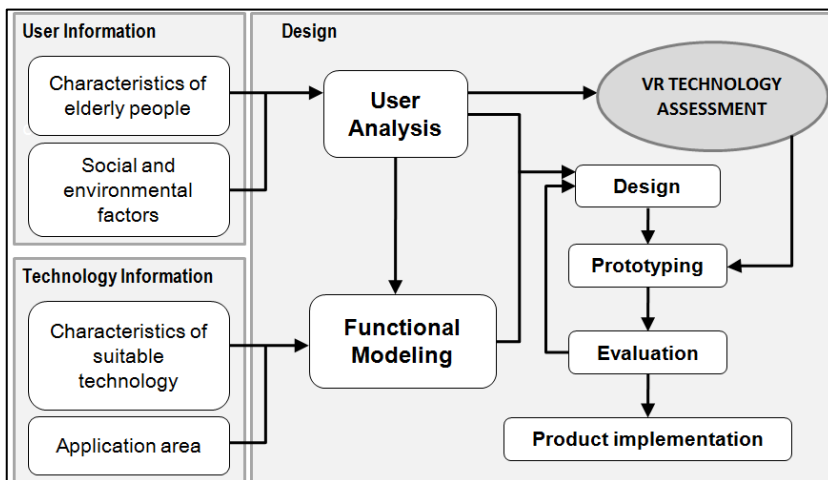 User Information
Characteristics of
elderly people
Social and
environmental
factors
Technology Information
Characteristics of
suitable
technology
Application area
Design
User
Analysis
Functional
Modeling
VR TECHNOLOGY
ASSESSMENT
Design
Prototyping
Evaluation
Product implementation